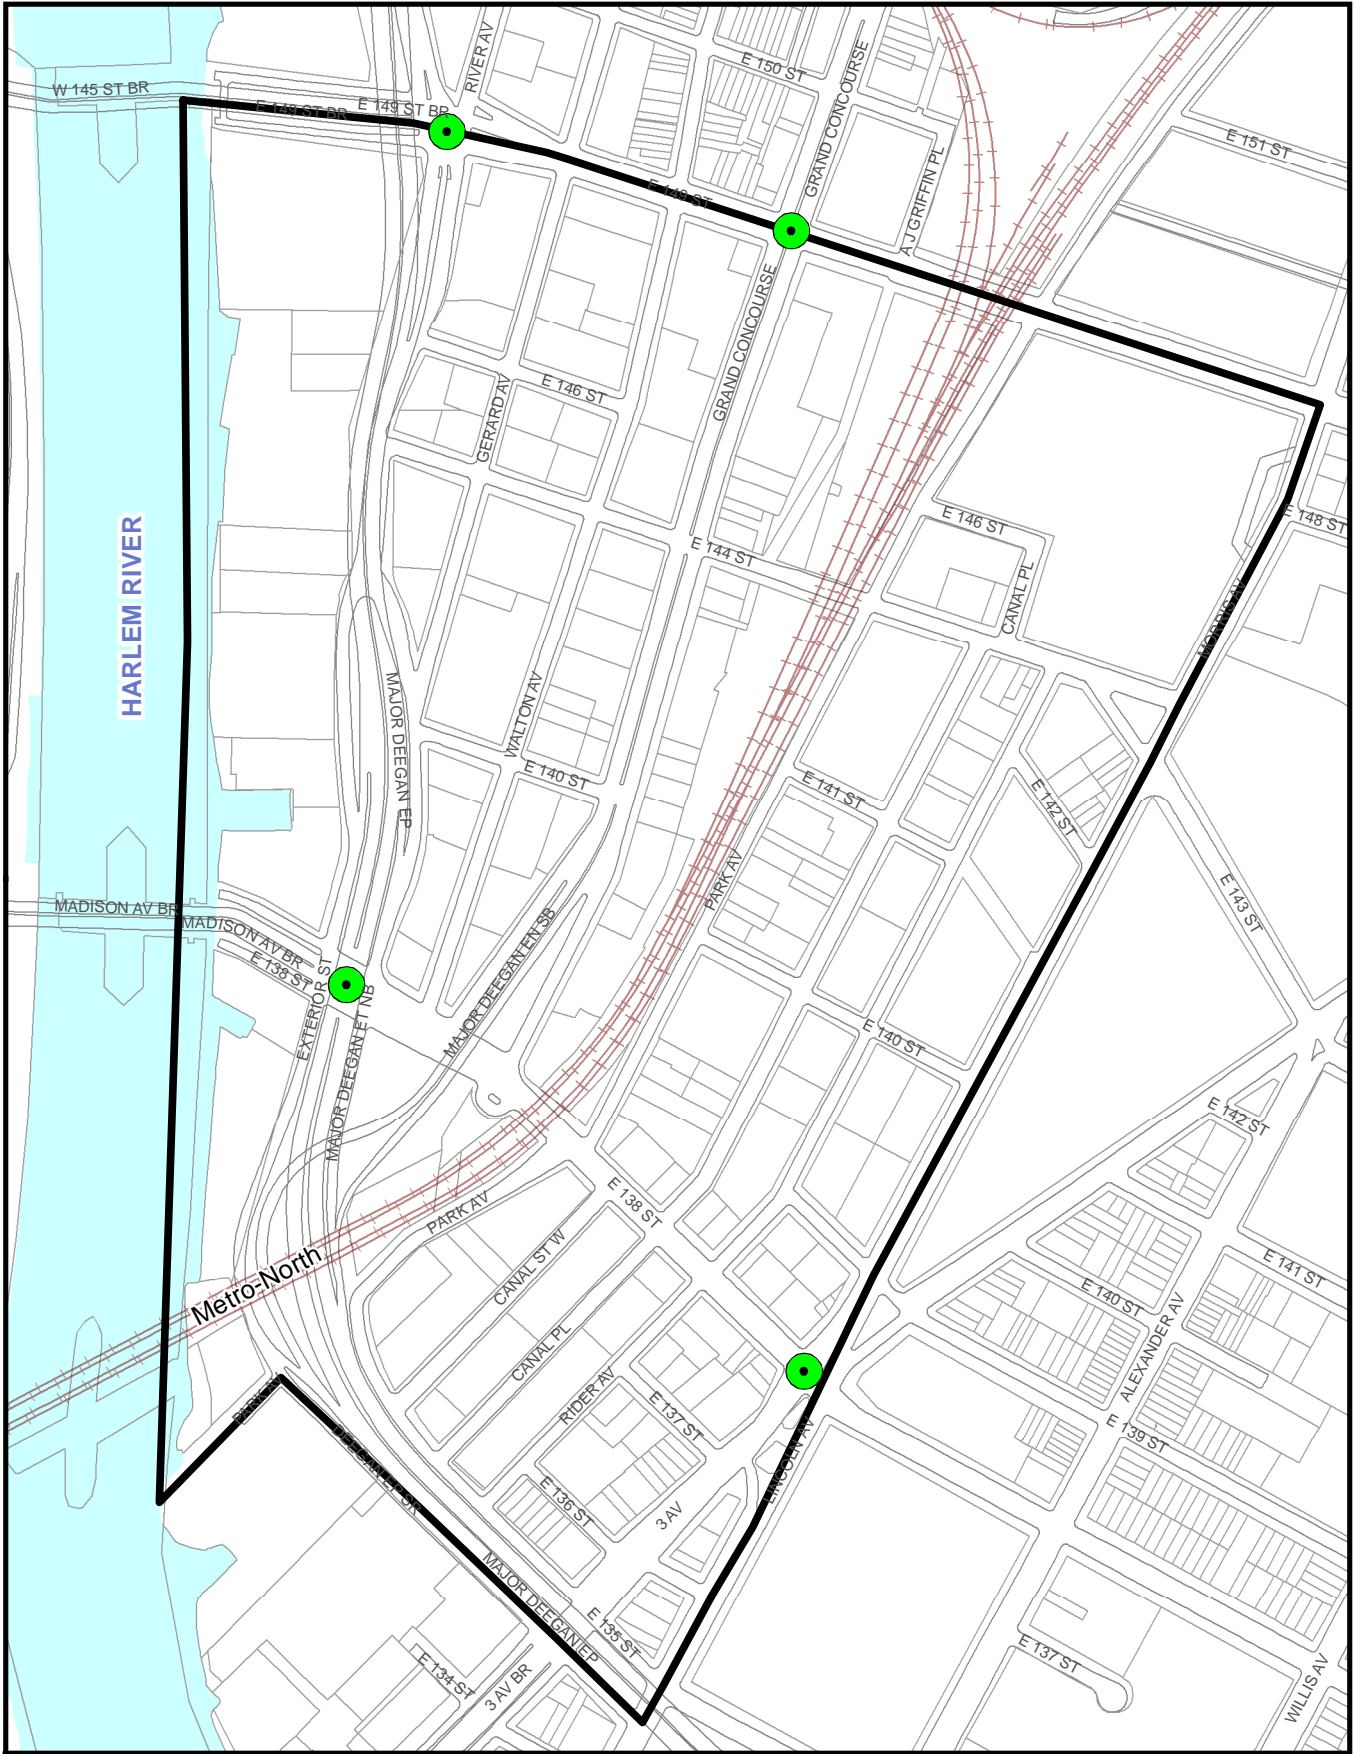 RIVER AV
E 150 ST
GRAND CONCOURSE
W 145 ST BR
E 149 ST BR
E 149 ST BR
E 151 ST
A J GRIFFIN PL
E 149 ST
GRAND CONCOURSE
GERARD AV
E 146 ST
E 146 ST
E 148 ST
HARLEM RIVER
E 144 ST
CANAL PL
MORRIS AV
MAJOR DEEGAN EP
WALTON AV
E 140 ST
E 141 ST
E 142 ST
PARK AV
E 143 ST
MADISON AV BR
MADISON AV BR
E 138 ST
EXTERIOR ST
MAJOR DEEGAN ET NB
MAJOR DEEGAN EN SB
E 140 ST
E 142 ST
PARK AV
E 138 ST
CANAL ST W
Metro-North
E 141 ST
E 140 ST
ALEXANDER AV
CANAL PL
RIDER AV
E 137 ST
PARK AV
DEEGAN EP SR
E 139 ST
LINCOLN AV
E 136 ST
3 AV
MAJOR DEEGAN EP
E 135 ST
E 134 ST
3 AV BR
E 137 ST
WILLIS AV